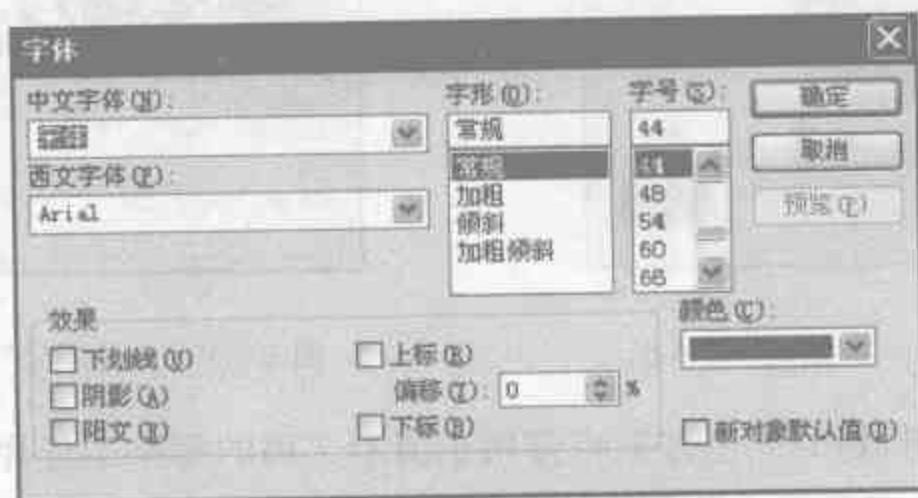 字体
中文字体(N):
西文字体(F):
Arial
字形(O):
常规
常规
加粗
倾斜
加粗 倾斜
字号(S):
44
44
48
54
60
66
确定
取消
预览(P)
颜色(C):
效果
下划线(U)
阴影(A)
阳文(E)
上标(R)
偏移(T): 0 %
下标(B)
新对象默认值(D)